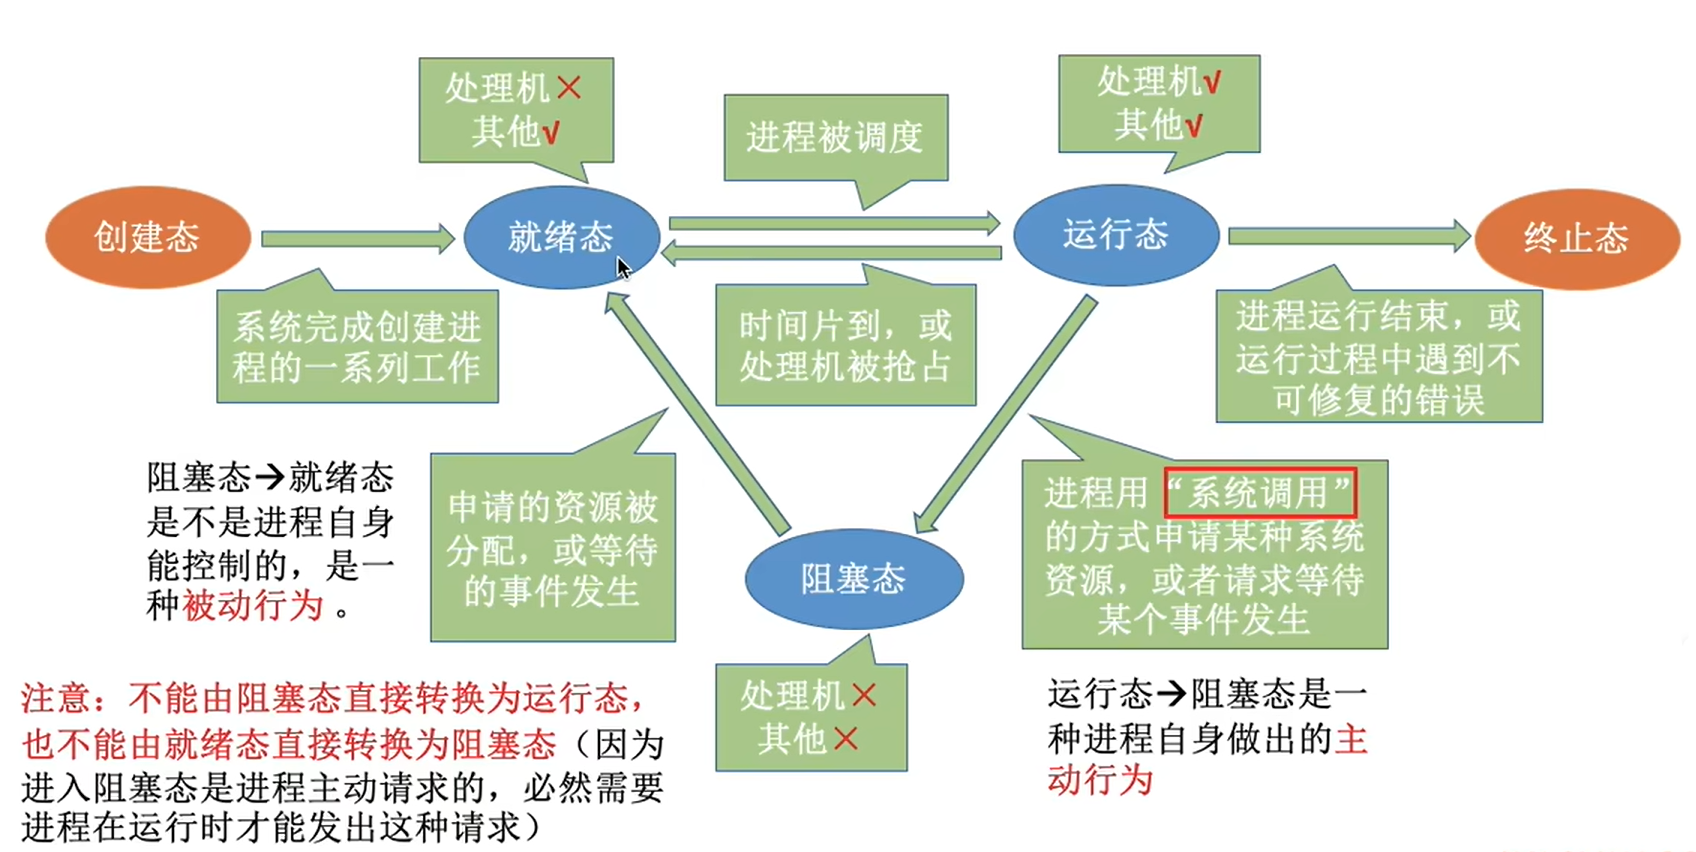 处理机×
其他√
进程被调度
处理机√
其他√
创建态
就绪态
运行态
终止态
系统完成创建进
程的一系列工作
时间片到，或
处理机被抢占
进程运行结束，或
运行过程中遇到不
可修复的错误
阻塞态→就绪态
是不是进程自身
能控制的，是一
种被动行为。
申请的资源被
分配，或等待
的事件发生
进程用“系统调用”
的方式申请某种系统
资源，或者请求等待
某个事件发生
阻塞态
处理机×
其他×
注意：不能由阻塞态直接转换为运行态，
也不能由就绪态直接转换为阻塞态（因为
进入阻塞态是进程主动请求的，必然需要
进程在运行时才能发出这种请求）
运行态→阻塞态是一
种进程自身做出的主
动行为